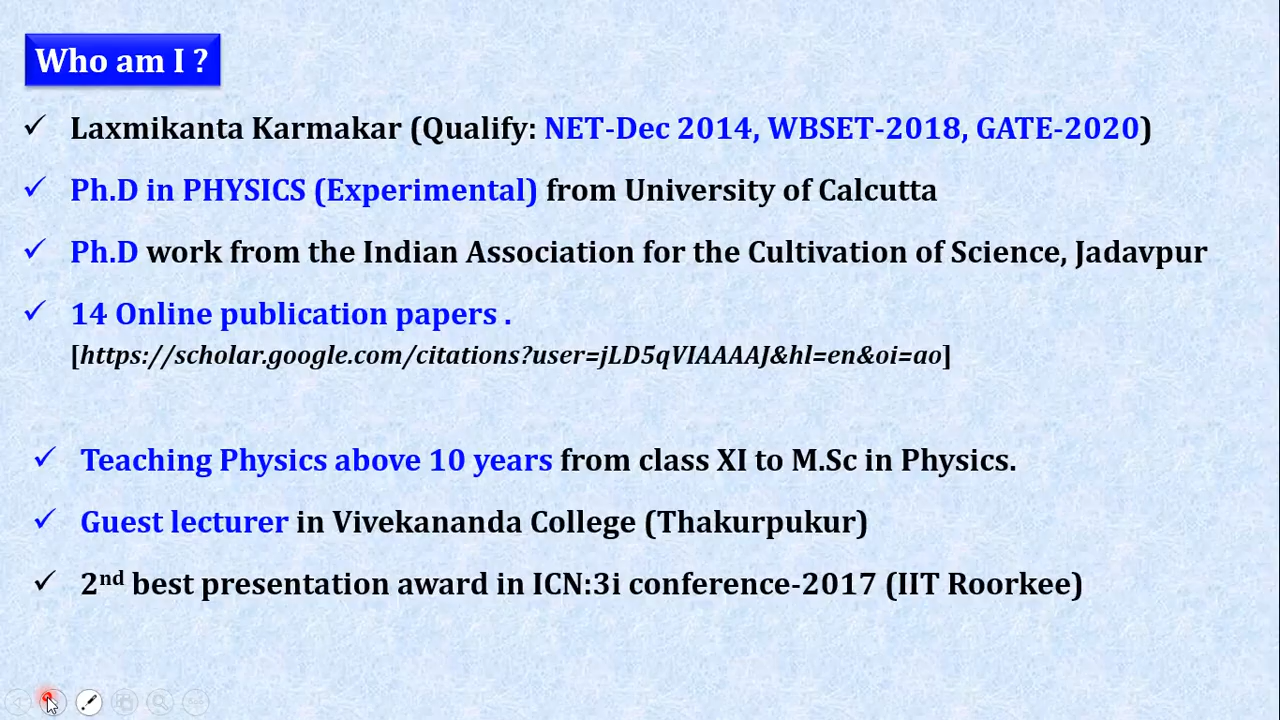 Who am I ?
✓ Laxmikanta Karmakar (Qualify: NET-Dec 2014, WBSET-2018, GATE-2020)
✓ Ph.D in PHYSICS (Experimental) from University of Calcutta
✓ Ph.D work from the Indian Association for the Cultivation of Science, Jadavpur
✓ 14 Online publication papers .
[https://scholar.google.com/citations?user=jLD5qVIAAAAJ&hl=en&oi=ao]
✓ Teaching Physics above 10 years from class XI to M.Sc in Physics.
✓ Guest lecturer in Vivekananda College (Thakurpukur)
✓ 2nd best presentation award in ICN:3i conference-2017 (IIT Roorkee)